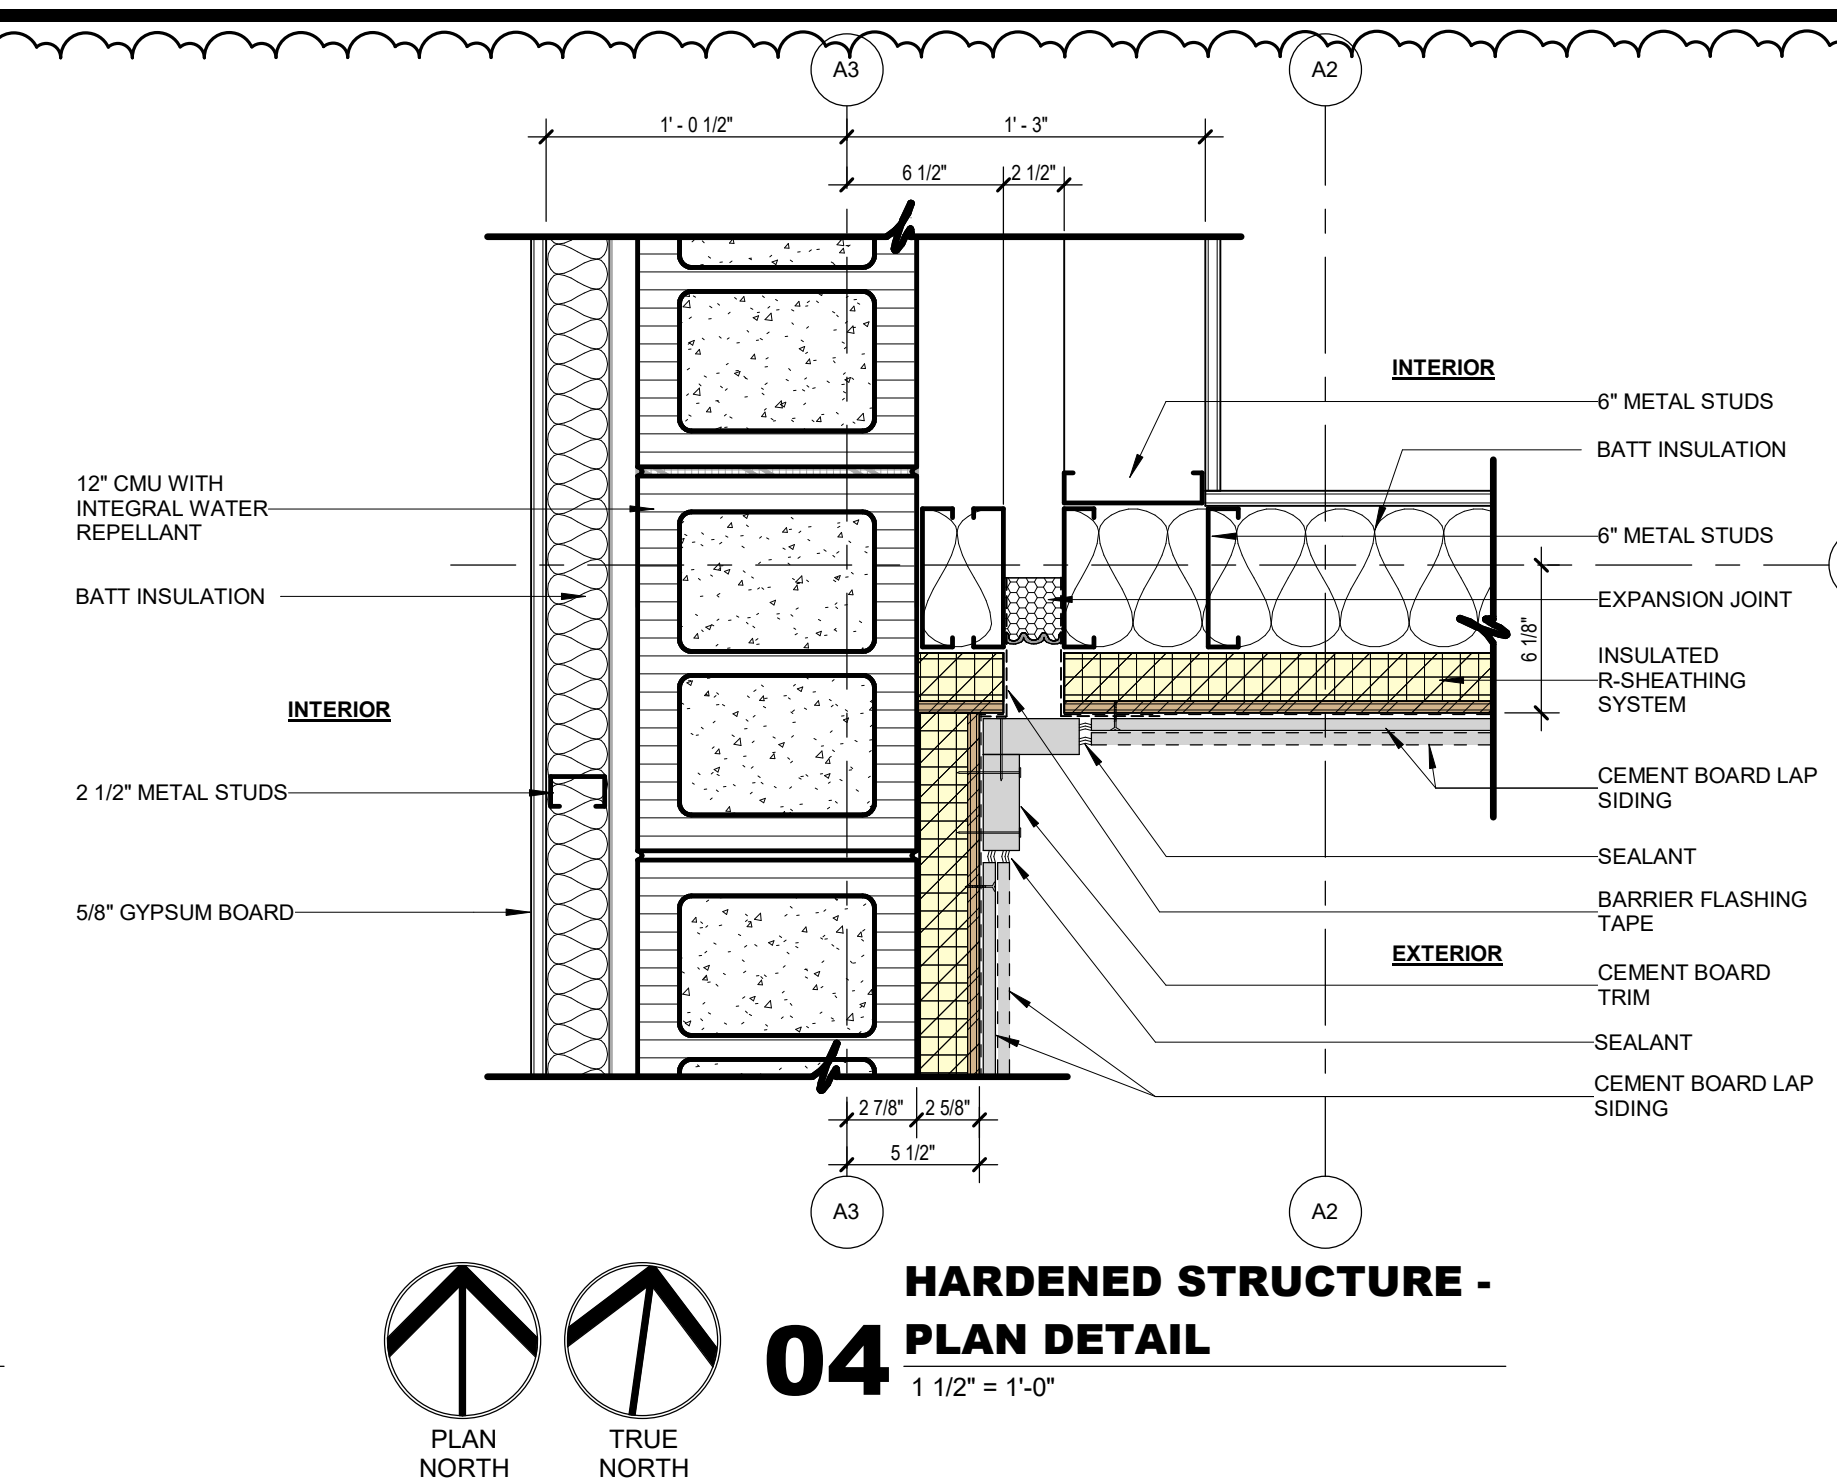 A3
A2
1' - 0 1/2"
1' - 3"
6 1/2"
2 1/2"
INTERIOR
6" METAL STUDS
BATT INSULATION
12" CMU WITH
INTEGRAL WATER
REPELLANT
6" METAL STUDS
BATT INSULATION
EXPANSION JOINT
6 1/8"
INSULATED
R-SHEATHING
SYSTEM
INTERIOR
CEMENT BOARD LAP
SIDING
2 1/2" METAL STUDS
SEALANT
5/8" GYPSUM BOARD
BARRIER FLASHING
TAPE
EXTERIOR
CEMENT BOARD
TRIM
SEALANT
CEMENT BOARD LAP
SIDING
2 7/8"
2 5/8"
5 1/2"
A3
A2
HARDENED STRUCTURE -
04
PLAN DETAIL
1 1/2" = 1'-0"
PLAN
NORTH
TRUE
NORTH